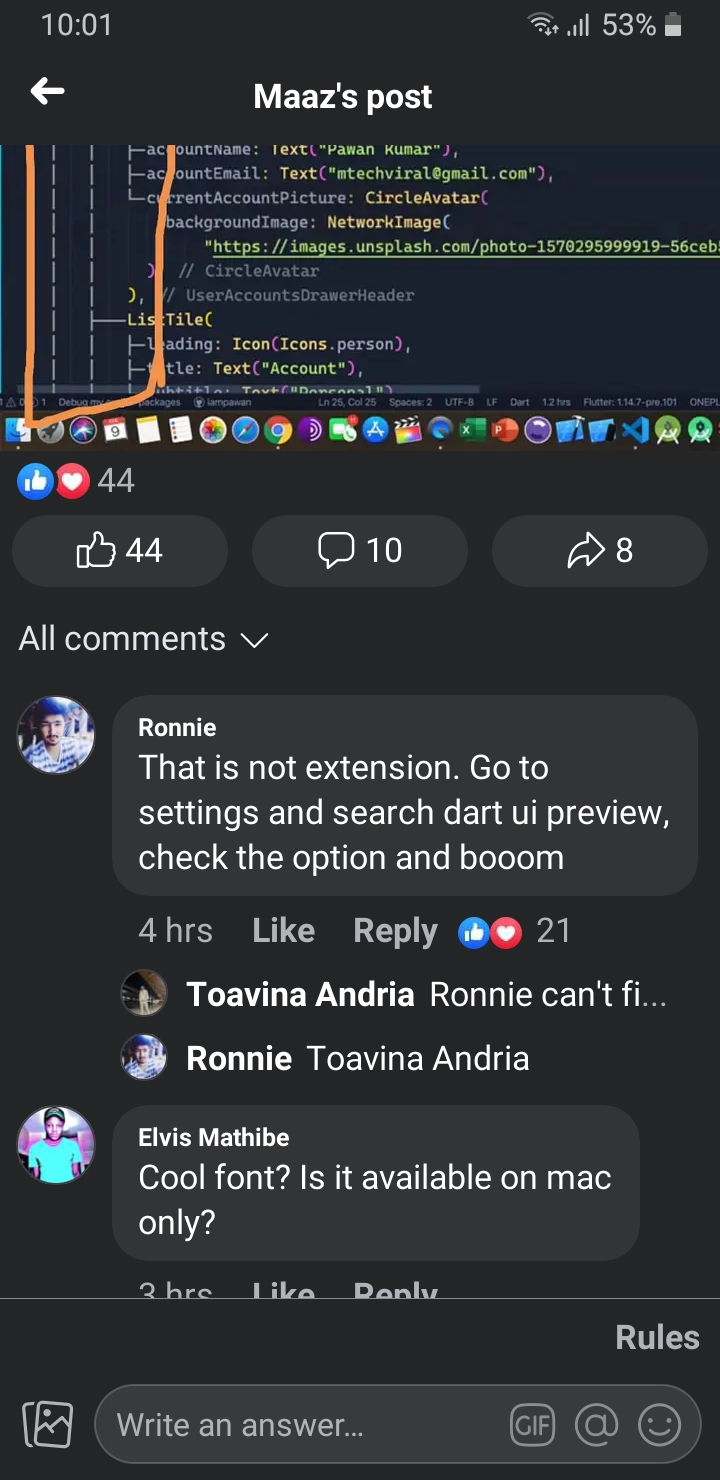 10:01
53%
Maaz's post
accountName: Text("Pawan Kumar"),
accountEmail: Text("mtechviral@gmail.com"),
currentAccountPicture: CircleAvatar(
backgroundImage: NetworkImage(
"https://images.unsplash.com/photo-1570295999919-56ceb5
) // CircleAvatar
), // UserAccountsDrawerHeader
ListTile(
leading: Icon(Icons.person),
title: Text("Account"),
subtitle: Text("Personal")
1 Debug my packages iampawan Ln 25, Col 25 Spaces: 2 UTF-8 LF Dart 1.2 hrs Flutter: 1.14.7-pre.101 ONEPL
9
44
44
10
8
All comments
Ronnie
That is not extension. Go to
settings and search dart ui preview,
check the option and booom
4 hrs Like Reply 21
Toavina Andria Ronnie can't fi...
Ronnie Toavina Andria
Elvis Mathibe
Cool font? Is it available on mac
only?
3 hrs Like Reply
Rules
Write an answer...
GIF